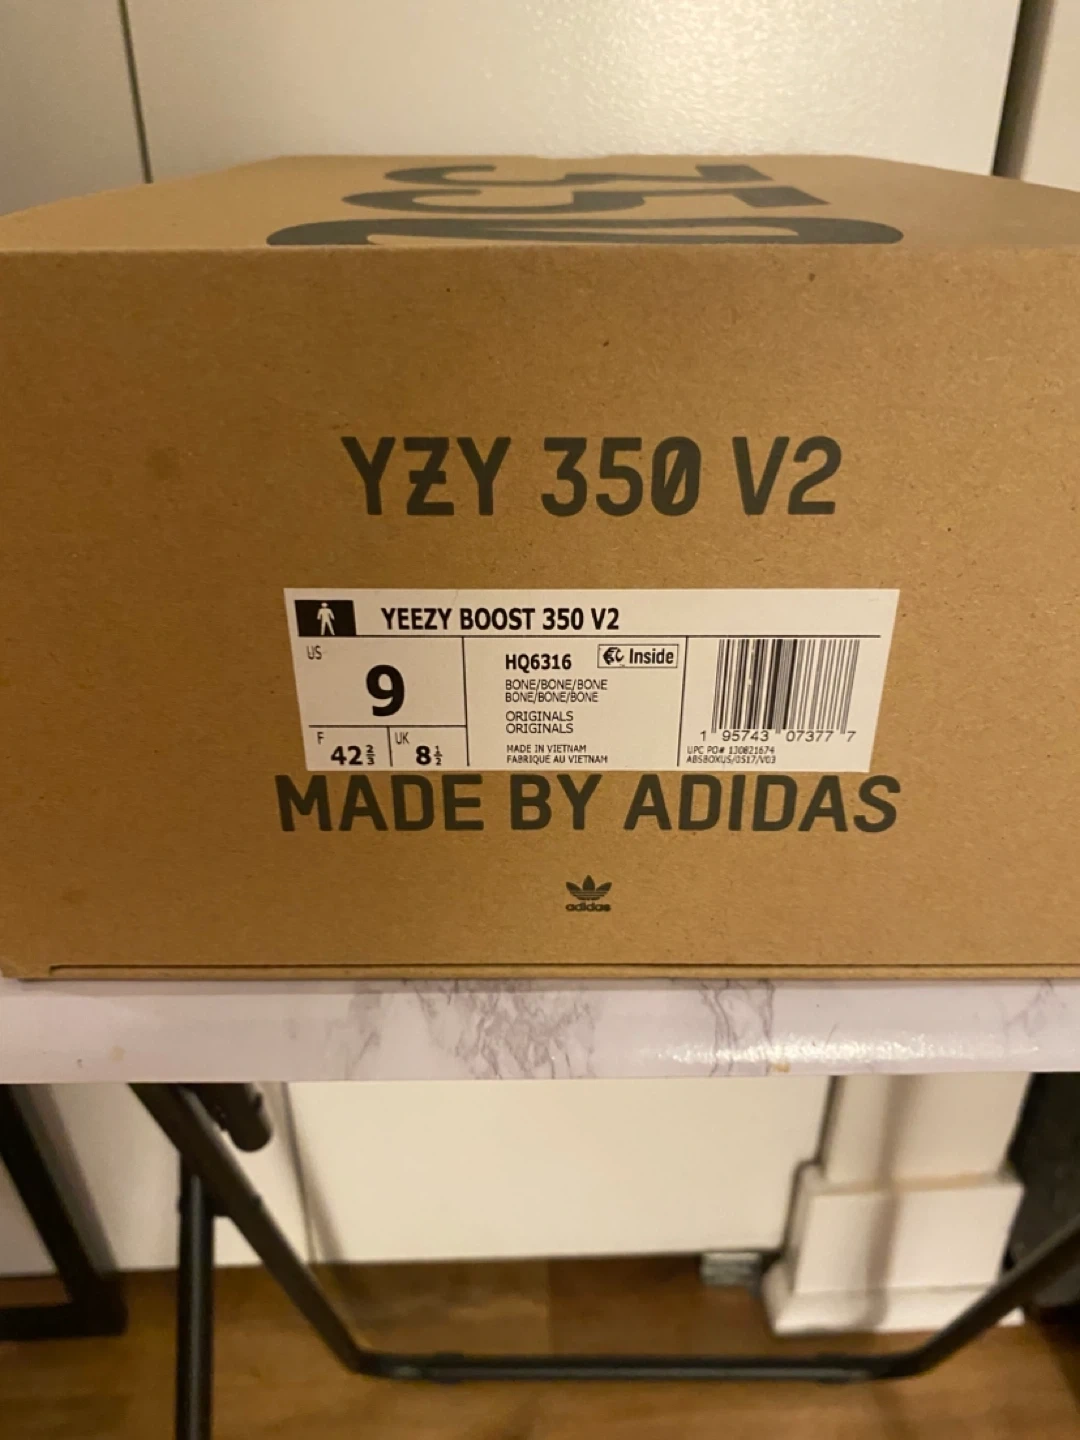 350
YZY 350 V2
YEEZY BOOST 350 V2
US
9
F
42⅔
UK
8½
HQ6316
Inside
BONE/BONE/BONE
BONE/BONE/BONE
ORIGINALS
ORIGINALS
MADE IN VIETNAM
FABRIQUE AU VIETNAM
1 95743 07377 7
UPC PO# 130821674
ABSBOXUS/0517/V03
MADE BY ADIDAS
adidas